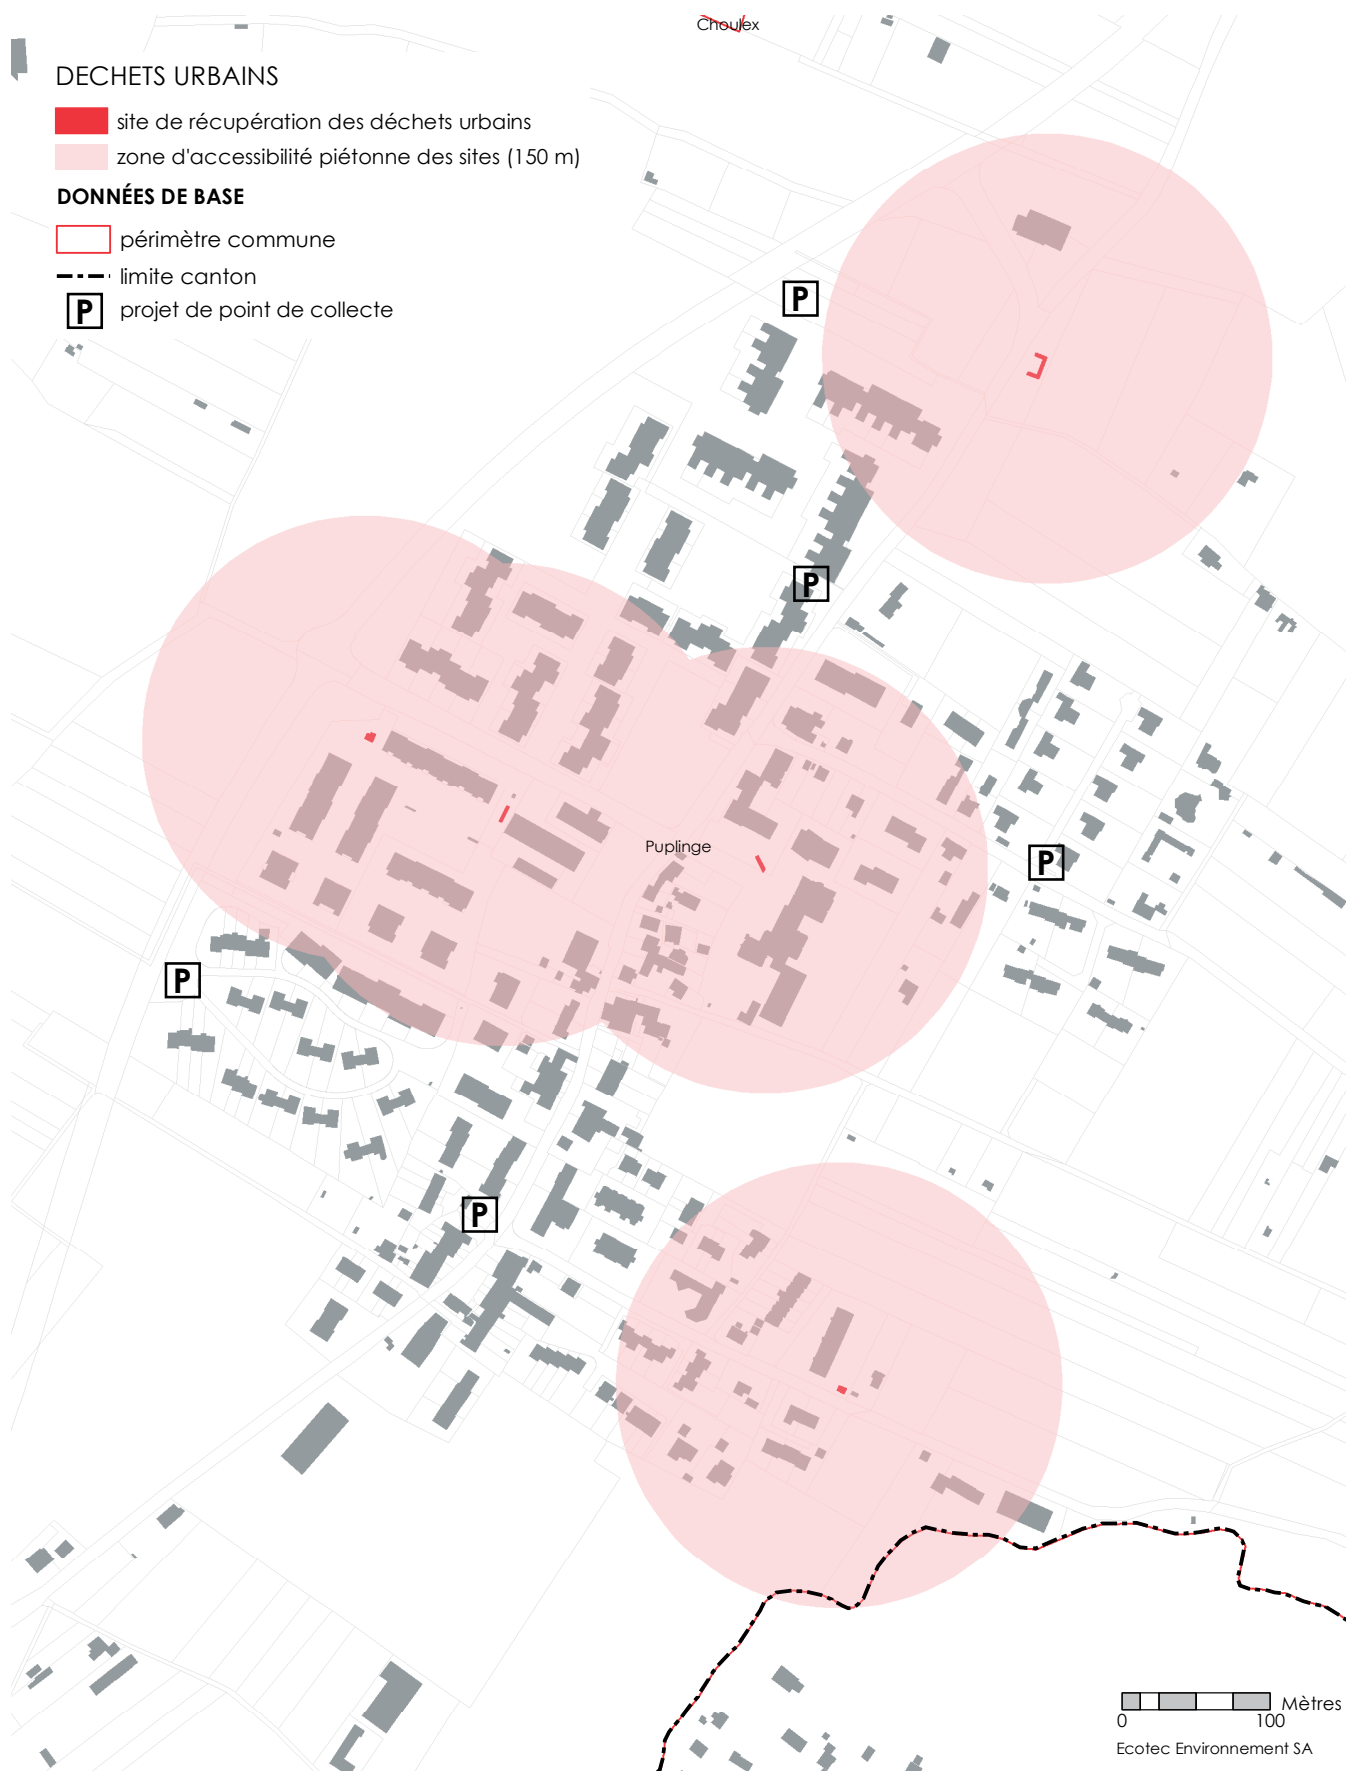 Choulex
DECHETS URBAINS
site de récupération des déchets urbains
zone d'accessibilité piétonne des sites (150 m)
DONNÉES DE BASE
périmètre commune
limite canton
P projet de point de collecte
P
P
Puplinge
P
P
P
Mètres
0 100
Ecotec Environnement SA